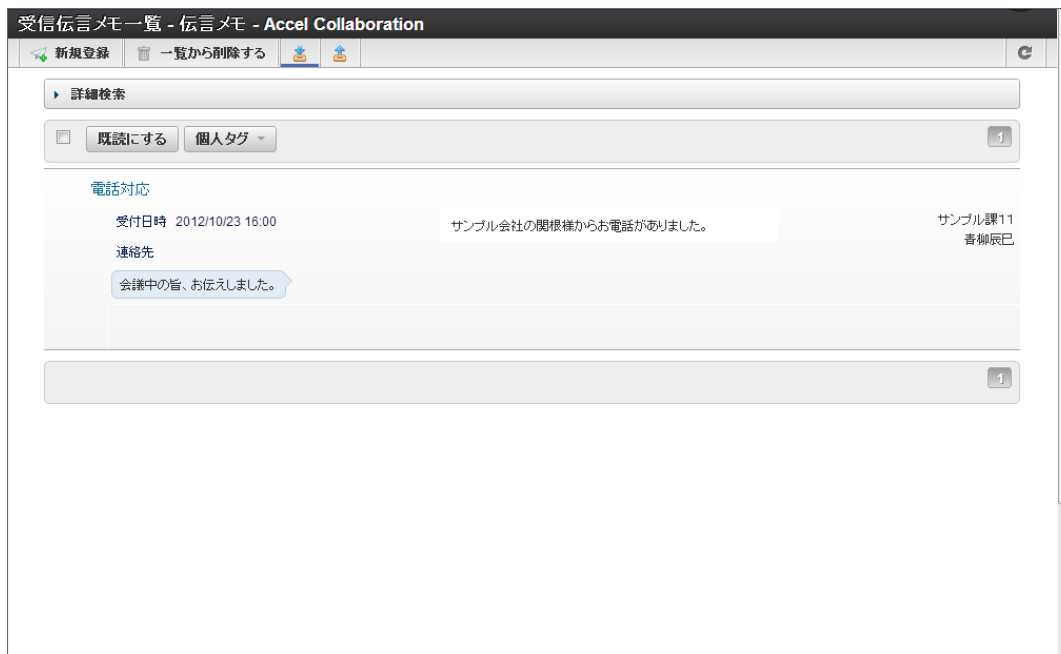 受信伝言メモ一覧 - 伝言メモ - Accel Collaboration
新規登録 一覧から削除する
詳細検索
既読にする 個人タグ 1
電話対応
受付日時 2012/10/23 16:00 サンプル会社の関根様からお電話がありました。 サンプル課11
青柳辰巳
連絡先
会議中の旨、お伝えしました。
1